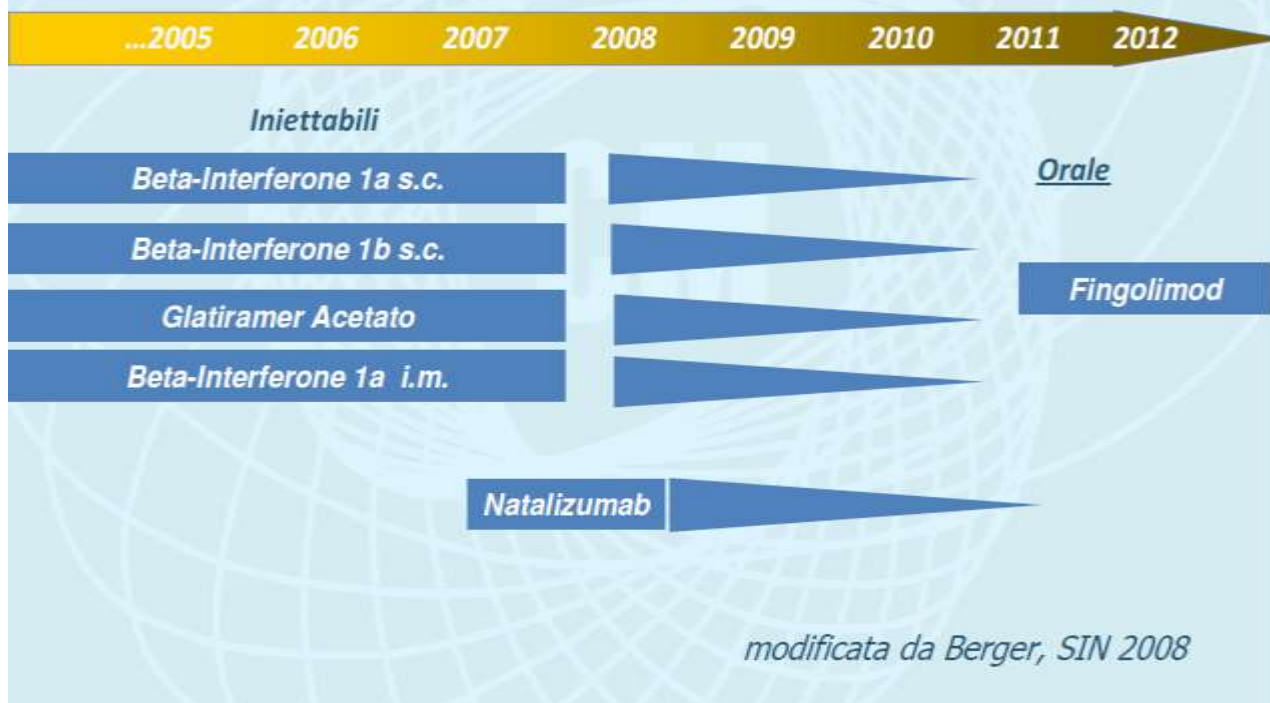 ...2005 2006 2007 2008 2009 2010 2011 2012
Iniettabili
Beta-Interferone 1a s.c.
Orale
Beta-Interferone 1b s.c.
Fingolimod
Glatiramer Acetato
Beta-Interferone 1a i.m.
Natalizumab
modificata da Berger, SIN 2008